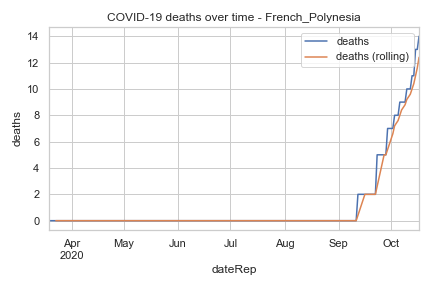 COVID-19 deaths over time - French_Polynesia
deaths
deaths (rolling)
deaths
14
12
10
8
6
4
2
0
Apr May Jun Jul Aug Sep Oct
2020
dateRep